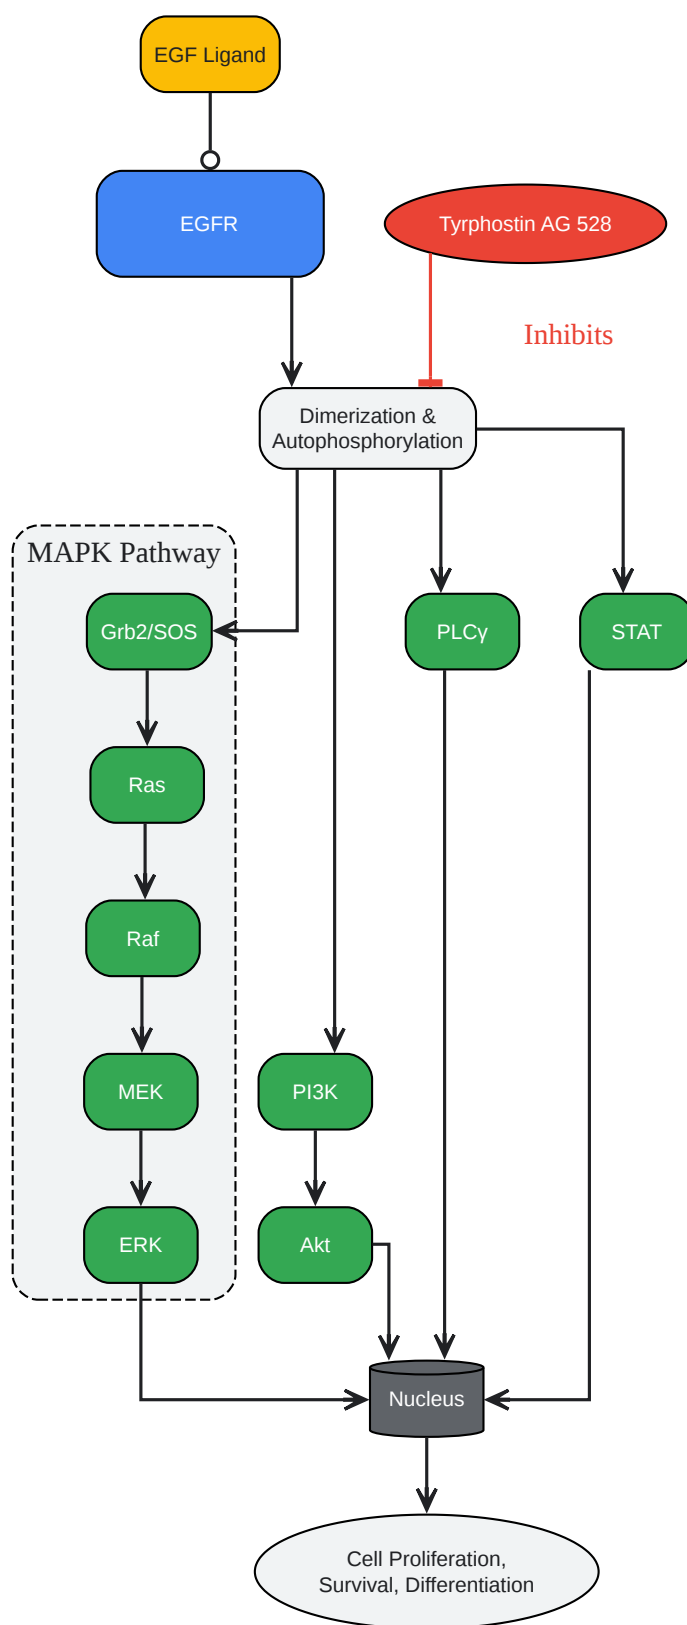 EGF Ligand
EGFR
Tyrphostin AG 528
Inhibits
Dimerization &
Autophosphorylation
MAPK Pathway
Grb2/SOS
PLCγ
STAT
Ras
Raf
MEK
PI3K
ERK
Akt
Nucleus
Cell Proliferation,
Survival, Differentiation